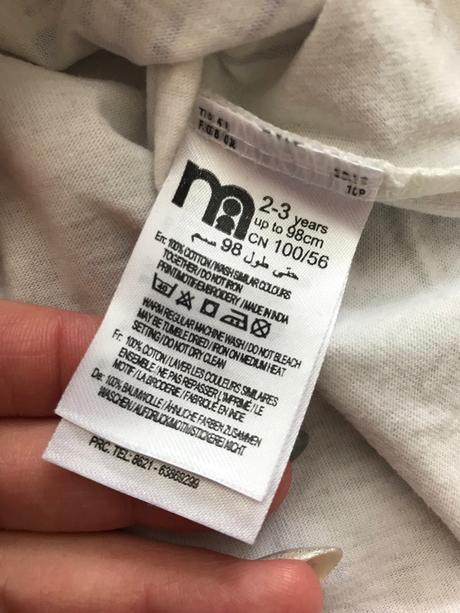 m
2-3 years
up to 98cm
CN 100/56
حتى طول 98 سم
En: 100% COTTON/WASH SIMILAR COLOURS
TOGETHER/DO NOT IRON
PRINT/MOTIF/EMBROIDERY / MADE IN INDIA
WARM REGULAR MACHINE WASH / DO NOT BLEACH
MAY BE TUMBLE DRIED / IRON ON MEDIUM HEAT
SETTING / DO NOT DRY CLEAN
Fr: 100% COTON / LAVER LES COULEURS SIMILAIRES
ENSEMBLE / NE PAS REPASSER L'IMPRIMÉ / LE
MOTIF / LA BRODERIE / FABRIQUÉ EN INDE
De: 100% BAUMWOLLE / ÄHNLICHE FARBEN ZUSAMMEN
WASCHEN / AUFDRUCK/MOTIV/STICKEREI NICHT
PRC. TEL: 8621 - 63869299